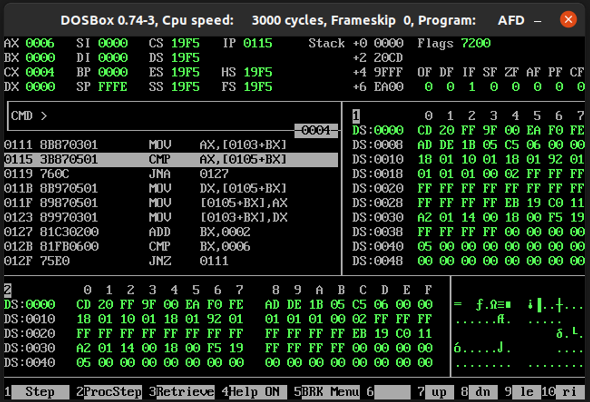 DOSBox 0.74-3, Cpu speed: 3000 cycles, Frameskip 0, Program: AFD
AX 0006 SI 0000 CS 19F5 IP 0115 Stack +0 0000 Flags 7200
BX 0000 DI 0000 DS 19F5 +2 20CD
CX 0004 BP 0000 ES 19F5 HS 19F5 +4 9FFF OF DF IF SF ZF AF PF CF
DX 0000 SP FFFE SS 19F5 FS 19F5 +6 EA00 0 0 1 0 0 0 0 0
CMD >
0004
1 0 1 2 3 4 5 6 7
DS:0000 CD 20 FF 9F 00 EA F0 FE
DS:0008 AD DE 1B 05 C5 06 00 00
DS:0010 18 01 10 01 18 01 92 01
DS:0018 01 01 01 00 02 FF FF FF
DS:0020 FF FF FF FF FF FF FF FF
DS:0028 FF FF FF FF EB 19 C0 11
DS:0030 A2 01 14 00 18 00 F5 19
DS:0038 FF FF FF FF 00 00 00 00
DS:0040 05 00 00 00 00 00 00 00
DS:0048 00 00 00 00 00 00 00 00
0111 8B870301 MOV AX,[0103+BX]
0115 3B870501 CMP AX,[0105+BX]
0119 760C JNA 0127
011B 8B970501 MOV DX,[0105+BX]
011F 89870501 MOV [0105+BX],AX
0123 89970301 MOV [0103+BX],DX
0127 81C30200 ADD BX,0002
012B 81FB0600 CMP BX,0006
012F 75E0 JNZ 0111
2 0 1 2 3 4 5 6 7 8 9 A B C D E F
DS:0000 CD 20 FF 9F 00 EA F0 FE AD DE 1B 05 C5 06 00 00
DS:0010 18 01 10 01 18 01 92 01 01 01 01 00 02 FF FF FF
DS:0020 FF FF FF FF FF FF FF FF FF FF FF FF EB 19 C0 11
DS:0030 A2 01 14 00 18 00 F5 19 FF FF FF FF 00 00 00 00
DS:0040 05 00 00 00 00 00 00 00 00 00 00 00 00 00 00 00
1 Step 2 ProcStep 3 Retrieve 4 Help ON 5 BRK Menu 6 7 up 8 dn 9 le 10 ri